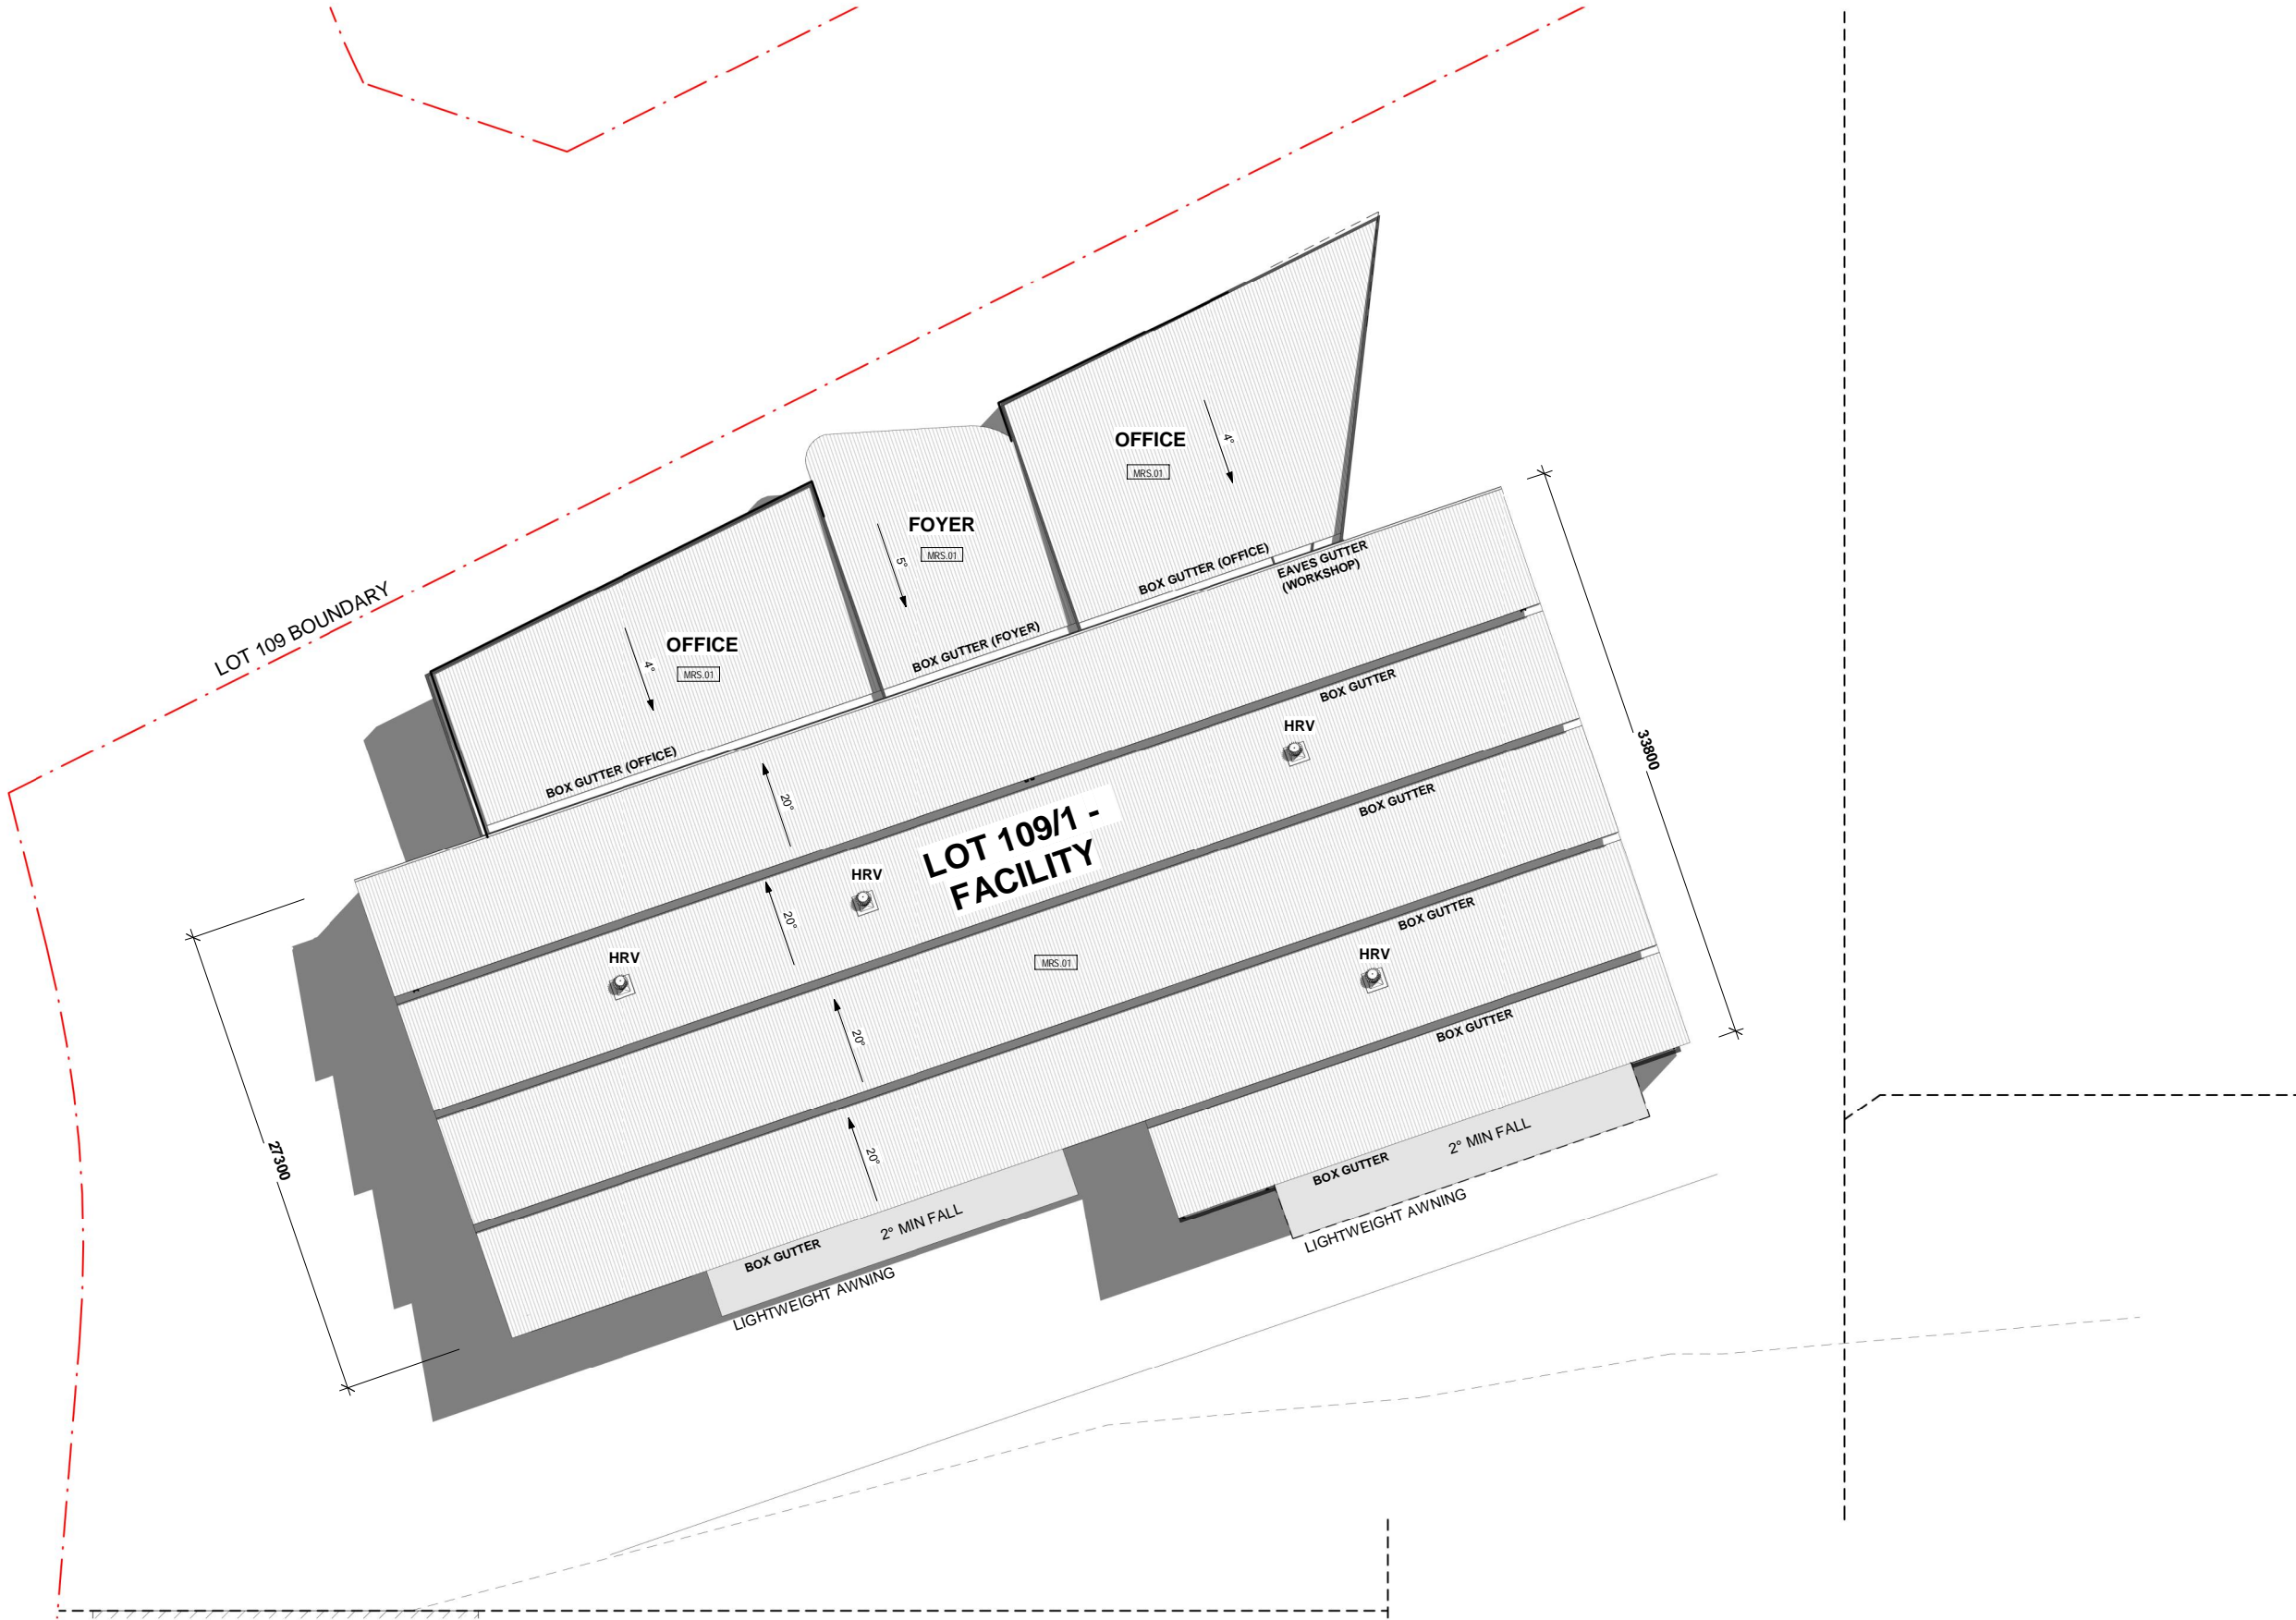 OFFICE
MRS.01
4°
FOYER
MRS.01
5°
BOX GUTTER (OFFICE)
EAVES GUTTER
(WORKSHOP)
LOT 109 BOUNDARY
OFFICE
MRS.01
4°
BOX GUTTER (FOYER)
BOX GUTTER
BOX GUTTER (OFFICE)
HRV
33800
20°
BOX GUTTER
LOT 109/1 -
FACILITY
HRV
20°
BOX GUTTER
HRV
MRS.01
HRV
20°
BOX GUTTER
27300
20°
2° MIN FALL
BOX GUTTER
LIGHTWEIGHT AWNING
2° MIN FALL
BOX GUTTER
LIGHTWEIGHT AWNING